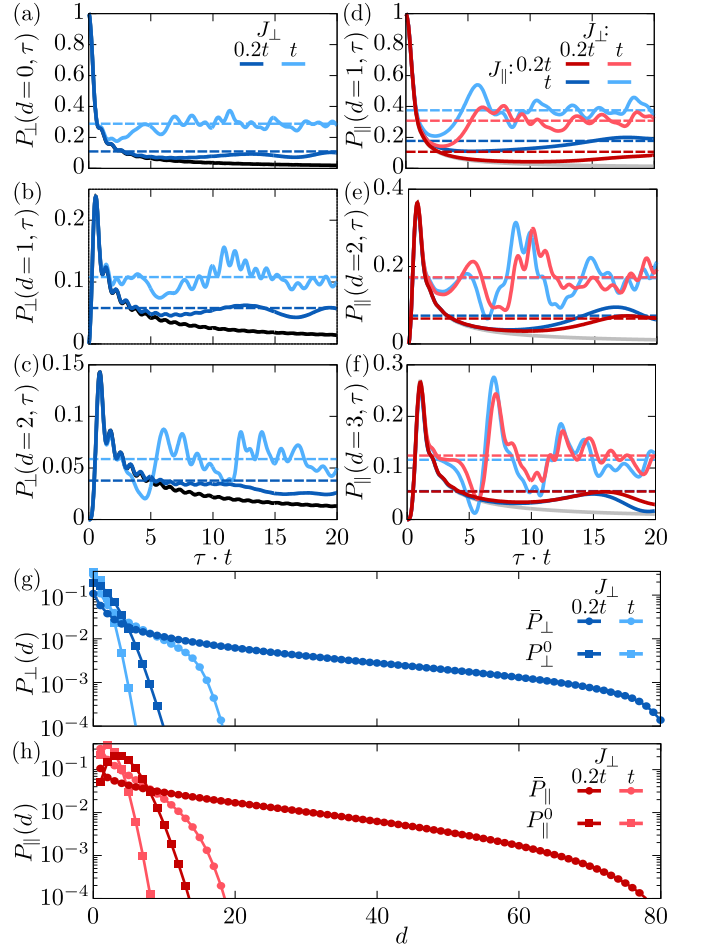 (a)
P⊥(d=0,τ)
1
0.8
0.6
0.4
0.2
0
J⊥
0.2t t
(d)
P∥(d=1,τ)
1
0.8
0.6
0.4
0.2
0
J⊥:
0.2t t
J∥: 0.2t
t
(b)
P⊥(d=1,τ)
0.2
0.1
0
(e)
P∥(d=2,τ)
0.4
0.2
0
(c)
P⊥(d=2,τ)
0.15
0.10
0.05
0.00
0 5 10 15 20
τ · t
(f)
P∥(d=3,τ)
0.3
0.2
0.1
0
0 5 10 15 20
τ · t
(g)
P⊥(d)
10⁻¹
10⁻²
10⁻³
10⁻⁴
J⊥
0.2t t
P̄⊥
P⁰⊥
(h)
P∥(d)
10⁻¹
10⁻²
10⁻³
10⁻⁴
J⊥
0.2t t
P̄∥
P⁰∥
0 20 40 60 80
d